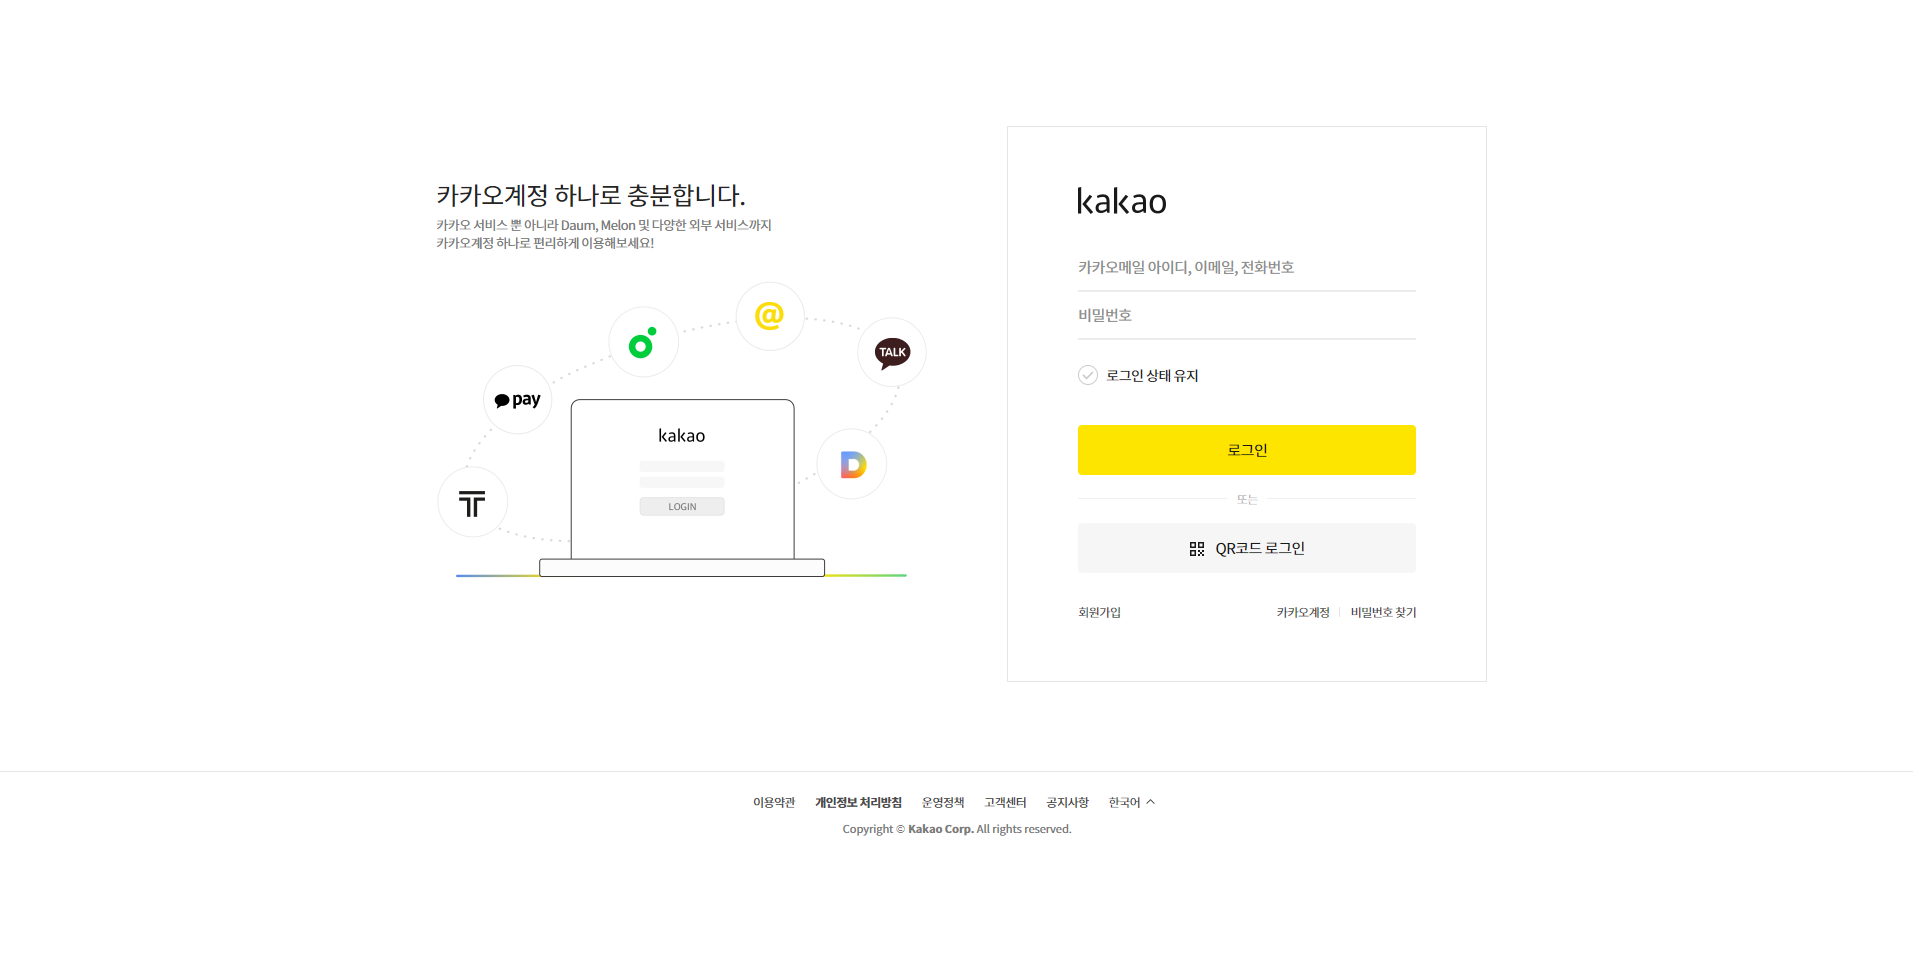 카카오계정 하나로 충분합니다.
카카오 서비스 뿐 아니라 Daum, Melon 및 다양한 외부 서비스까지
카카오계정 하나로 편리하게 이용해보세요!
@
TALK
pay
kakao
LOGIN
D
T
kakao
카카오메일 아이디, 이메일, 전화번호
비밀번호
로그인 상태 유지
로그인
또는
QR코드 로그인
회원가입 카카오계정 비밀번호 찾기
이용약관 개인정보 처리방침 운영정책 고객센터 공지사항 한국어
Copyright © Kakao Corp. All rights reserved.